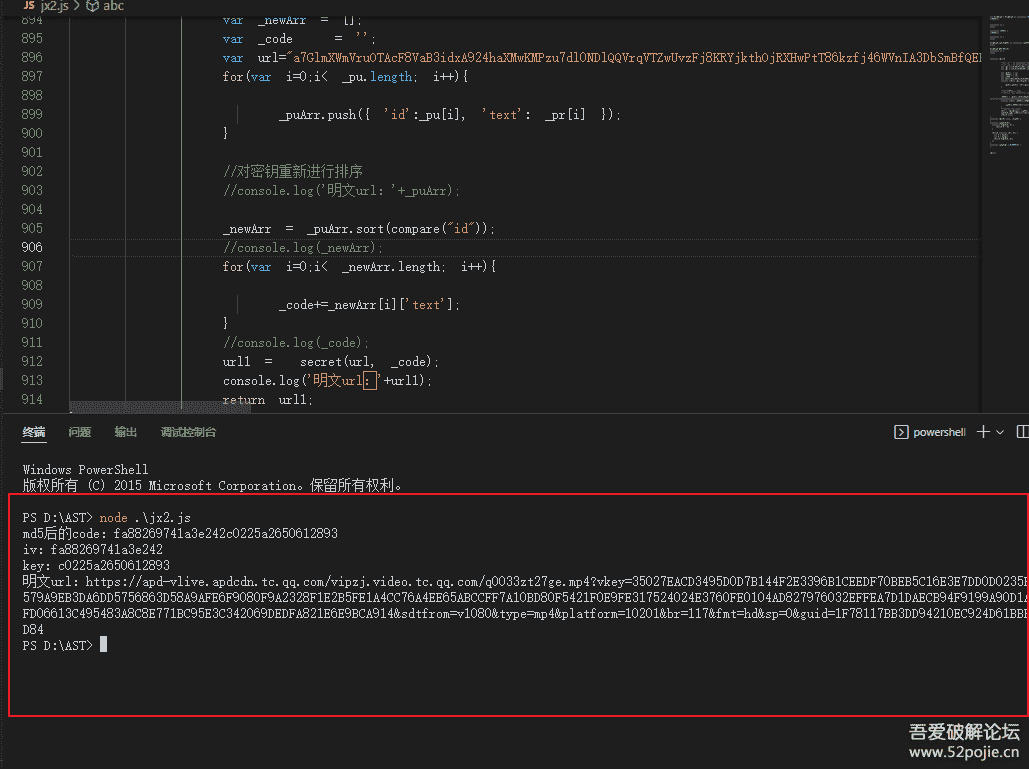 JS jx2.js > abc
894 var _newArr = [];
895 var _code = '';
896 var url="a7GlmXWmVruOTAcF8VaB3idxA924haXMwKMPzu7dlONDlQQVrqVTZwUvzFj8KRYjkthOjRXHwPtT86kzfj46WVnIA3DbSmBfQE
897 for(var i=0;i< _pu.length; i++){
898
899 _puArr.push({ 'id':_pu[i], 'text': _pr[i] });
900 }
901
902 //对密钥重新进行排序
903 //console.log('明文url: '+_puArr);
904
905 _newArr = _puArr.sort(compare("id"));
906 //console.log(_newArr);
907 for(var i=0;i< _newArr.length; i++){
908
909 _code+=_newArr[i]['text'];
910 }
911 //console.log(_code);
912 url1 = secret(url, _code);
913 console.log('明文url：'+url1);
914 return url1;
终端 问题 输出 调试控制台 powershell
Windows PowerShell
版权所有 (C) 2015 Microsoft Corporation。保留所有权利。
PS D:\AST> node .\jx2.js
md5后的code: fa88269741a3e242c0225a2650612893
iv: fa88269741a3e242
key: c0225a2650612893
明文url: https://apd-vlive.apdcdn.tc.qq.com/vipzj.video.tc.qq.com/q0033zt27ge.mp4?vkey=35027EACD3495D0D7B144F2E3396B1CEEDF70BEB5C16E3E7DD0D0235E
579A9EB3DA6DD5756863D58A9AFE6F9080F9A2328F1E2B5FE1A4CC76A4EE65ABCCFF7A10BD80F5421F0E9FE317524024E3760FE0104AD827976032EFFEA7D1DAECB94F9199A90D1A
FD06613C495483A8C8E771BC95E3C342069DEDFA821E6E9BCA914&sdtfrom=v1080&type=mp4&platform=10201&br=117&fmt=hd&sp=0&guid=1F78117BB3DD94210EC924D61BBF
D84
PS D:\AST>
吾爱破解论坛
www.52pojie.cn